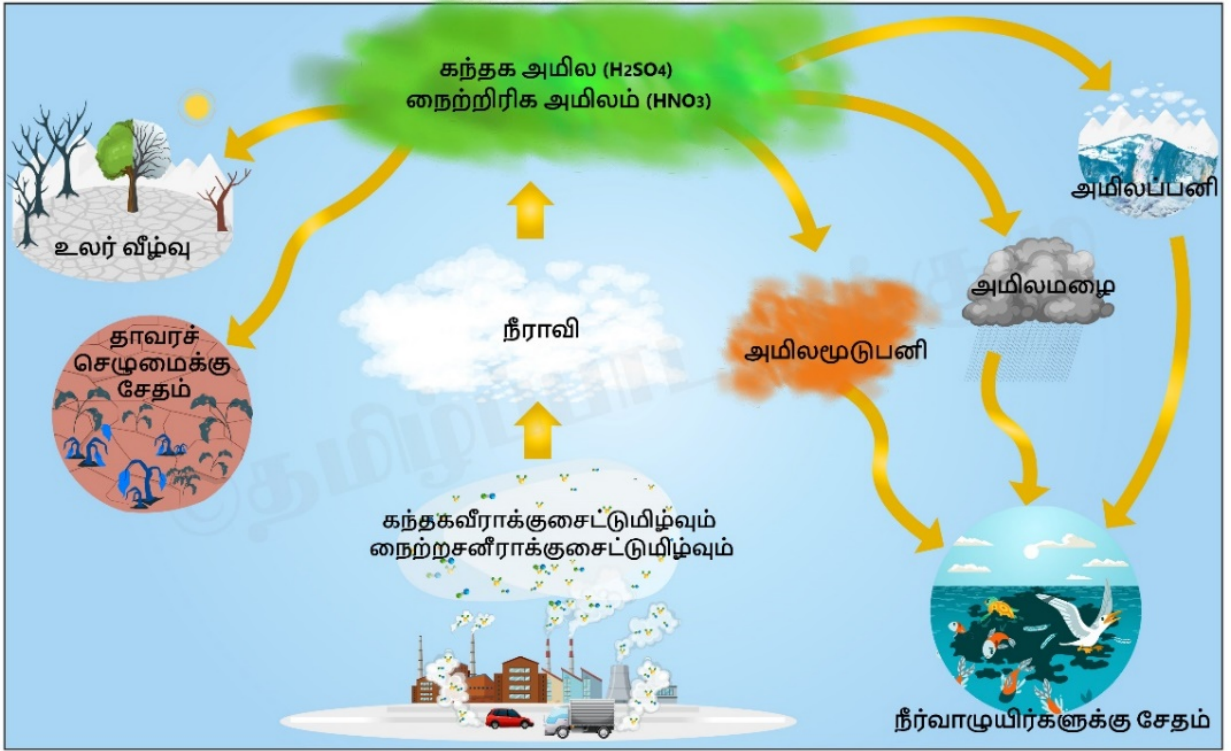 கந்தக அமில (H2SO4)
நைற்றிரிக அமிலம் (HNO3)
அமிலப்பனி
உலர் வீழ்வு
அமிலமழை
நீராவி
தாவரச்
செழுமைக்கு
சேதம்
அமிலமூடுபனி
கந்தகவீராக்குசைட்டுமிழ்வும்
நைற்றசனீராக்குசைட்டுமிழ்வும்
நீர்வாழுயிர்களுக்கு சேதம்